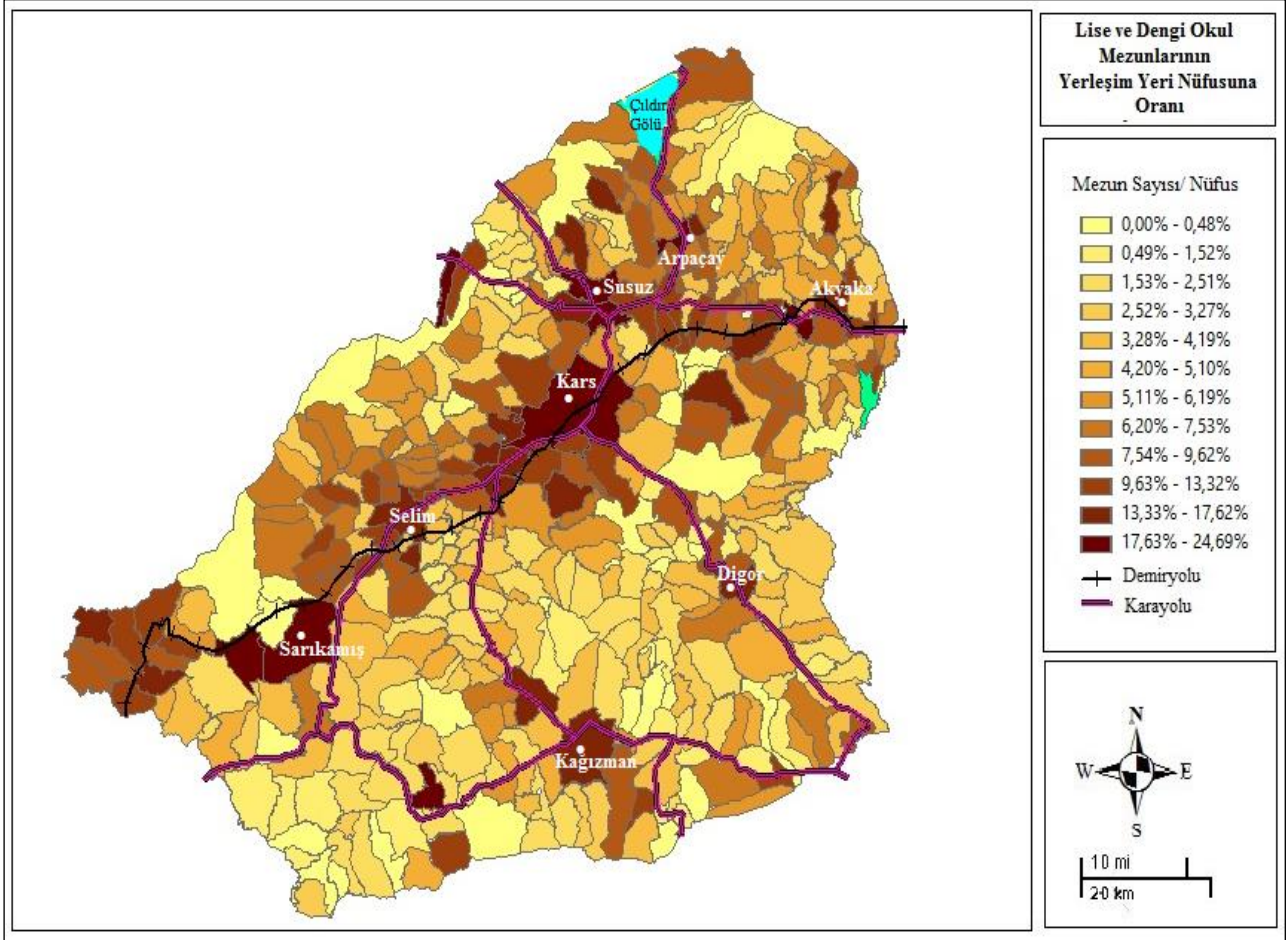 Lise ve Dengi Okul
Mezunlarının
Yerleşim Yeri Nüfusuna
Oranı
Mezun Sayısı/ Nüfus
0,00% - 0,48%
0,49% - 1,52%
1,53% - 2,51%
2,52% - 3,27%
3,28% - 4,19%
4,20% - 5,10%
5,11% - 6,19%
6,20% - 7,53%
7,54% - 9,62%
9,63% - 13,32%
13,33% - 17,62%
17,63% - 24,69%
Demiryolu
Karayolu
Çıldır
Gölü
Arpaçay
Susuz
Akyaka
Kars
Selim
Digor
Sarıkamış
Kağızman
N
W
E
S
10 mi
20 km